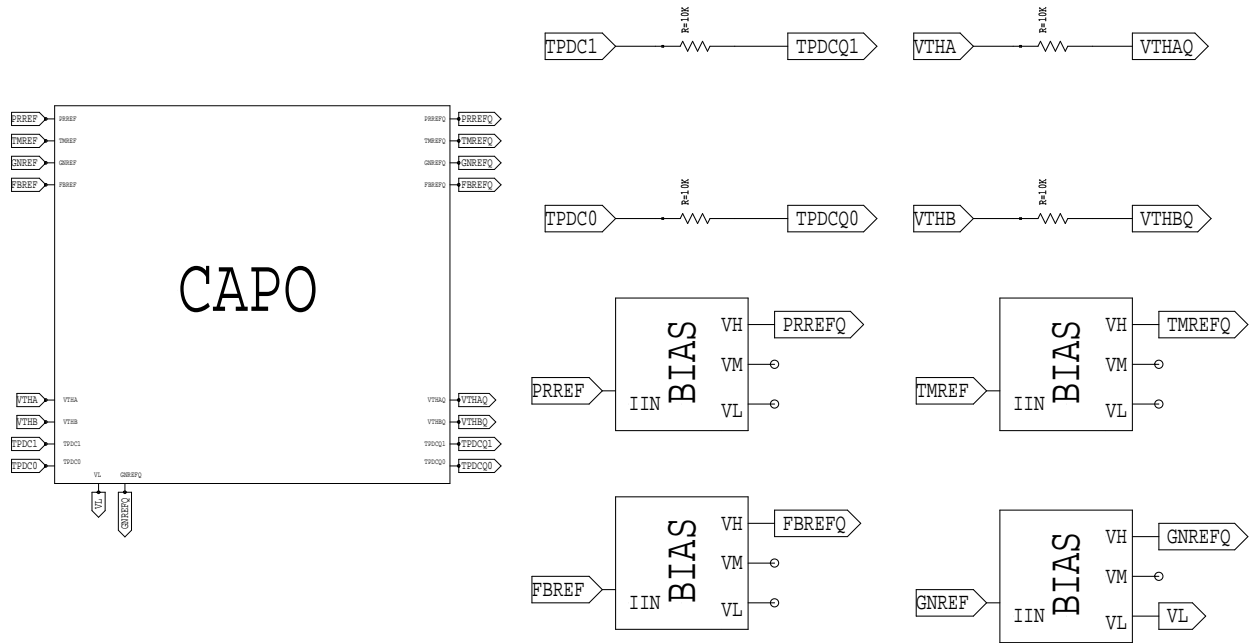 R=10K
R=10K
TPDC1
TPDCQ1
VTHA
VTHAQ
PRREF
PRREF
PRREFQ
PRREFQ
TMREF
TMREF
TMREFQ
TMREFQ
GNREF
GNREF
GNREFQ
GNREFQ
FBREF
FBREF
FBREFQ
FBREFQ
CAPO
VTHA
VTHA
VTHAQ
VTHAQ
VTHB
VTHB
VTHBQ
VTHBQ
TPDC1
TPDC1
TPDCQ1
TPDCQ1
TPDC0
TPDC0
TPDCQ0
TPDCQ0
VL
GNREFQ
VL
GNREFQ
R=10K
R=10K
TPDC0
TPDCQ0
VTHB
VTHBQ
PRREF
IIN
BIAS
VH
PRREFQ
VM
VL
TMREF
IIN
BIAS
VH
TMREFQ
VM
VL
FBREF
IIN
BIAS
VH
FBREFQ
VM
VL
GNREF
IIN
BIAS
VH
GNREFQ
VM
VL
VL